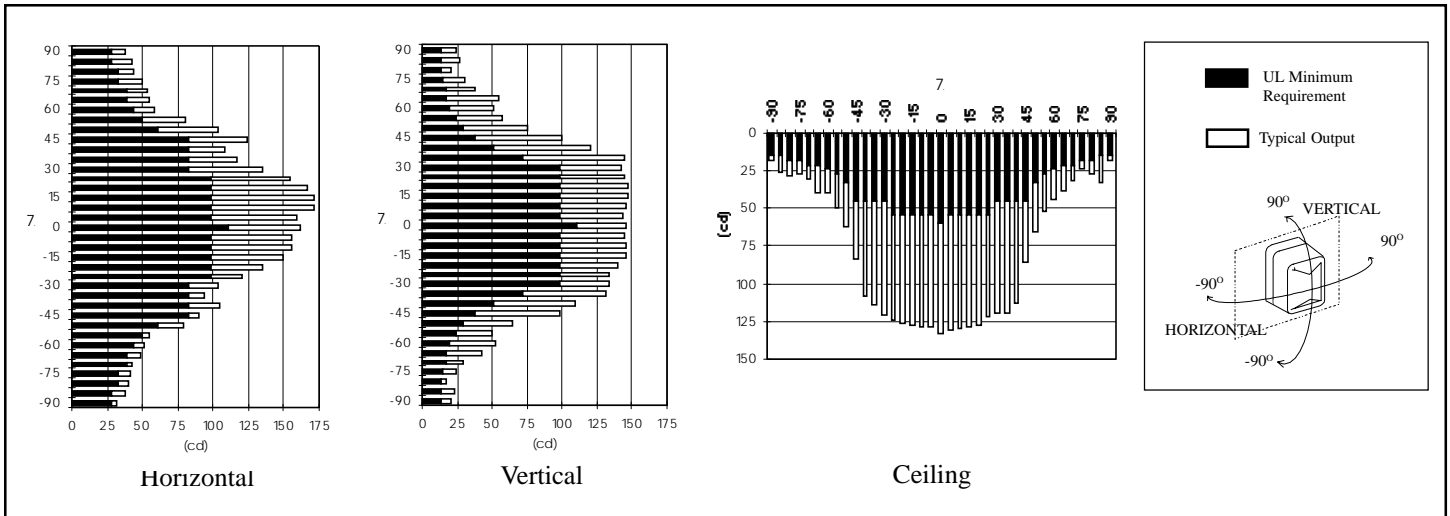 90
75
60
45
30
15
7.
0
-15
-30
-45
-60
-75
-90
0 25 50 75 100 125 150 175
(cd)
Horizontal
90
75
60
45
30
15
7.
0
-15
-30
-45
-60
-75
-90
0 25 50 75 100 125 150 175
(cd)
Vertical
7.
-90 -75 -60 -45 -30 -15 0 15 30 45 60 75 90
0
25
50
75
100
125
150
(cd)
Ceiling
UL Minimum
Requirement
Typical Output
90°
VERTICAL
90°
-90°
HORIZONTAL
-90°